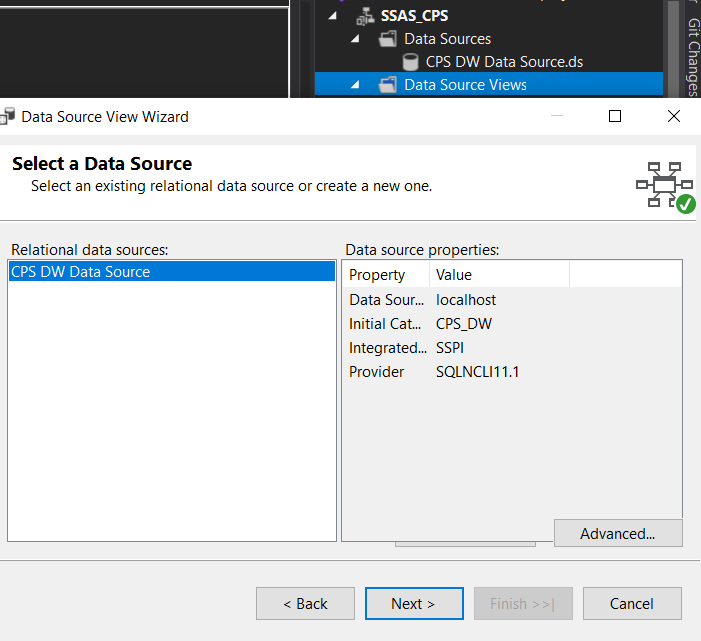 SSAS_CPS
Data Sources
CPS DW Data Source.ds
Data Source Views
Git Changes
Data Source View Wizard
Select a Data Source
Select an existing relational data source or create a new one.
Relational data sources:
CPS DW Data Source
Data source properties:
Property Value
Data Sour... localhost
Initial Cat... CPS_DW
Integrated... SSPI
Provider SQLNCLI11.1
Advanced...
< Back Next > Finish >>| Cancel